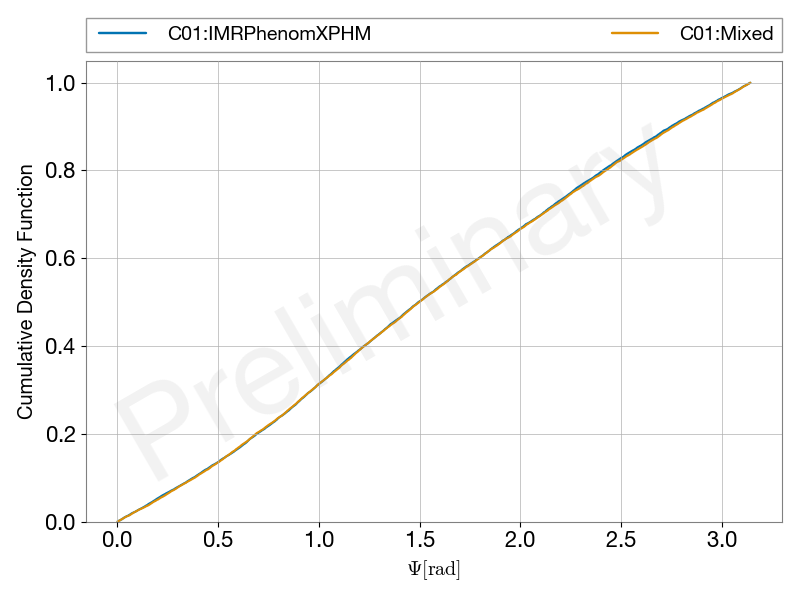 C01:IMRPhenomXPHM C01:Mixed
1.0
0.8
0.6
0.4
0.2
0.0
Cumulative Density Function
Preliminary
0.0 0.5 1.0 1.5 2.0 2.5 3.0
Ψ[rad]